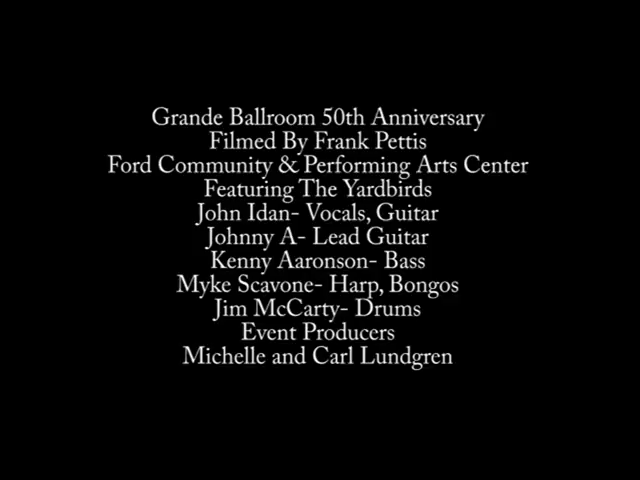 Grande Ballroom 50th Anniversary
Filmed By Frank Pettis
Ford Community & Performing Arts Center
Featuring The Yardbirds
John Idan- Vocals, Guitar
Johnny A- Lead Guitar
Kenny Aaronson- Bass
Myke Scavone- Harp, Bongos
Jim McCarty- Drums
Event Producers
Michelle and Carl Lundgren